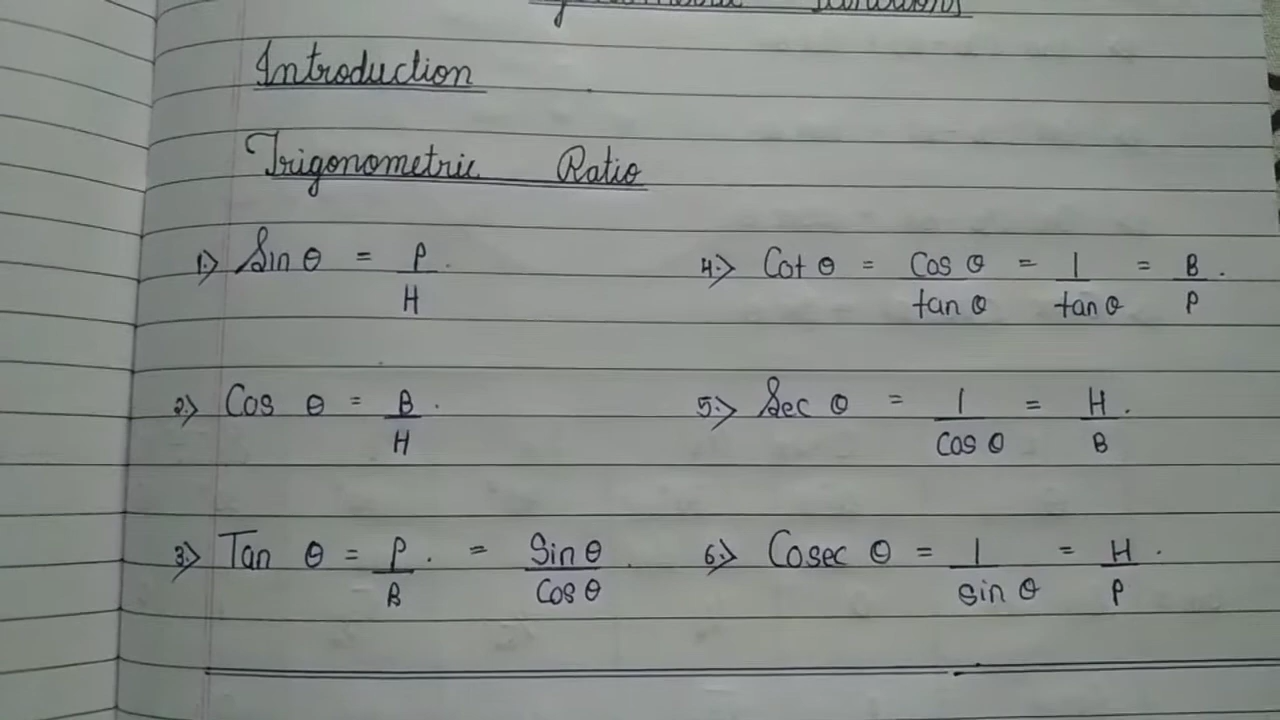 Introduction
Trigonometric Ratio
1.> Sin θ = P/H.
2.> Cos θ = B/H.
3.> Tan θ = P/B. = Sin θ/Cos θ.
4.> Cot θ = Cos θ/tan θ = 1/tan θ = B/P.
5.> Sec θ = 1/Cos θ = H/B.
6.> Cosec θ = 1/sin θ = H/P.